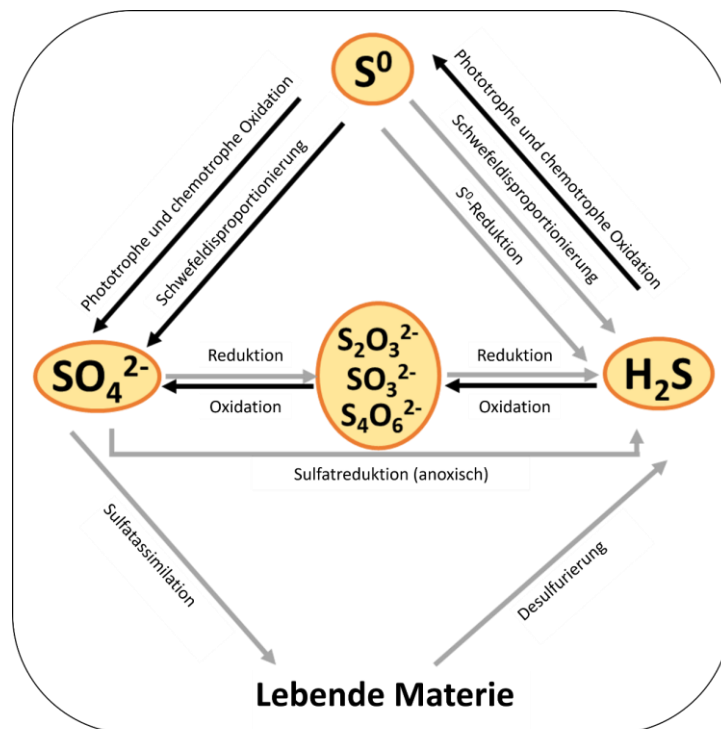 S⁰
Phototrophe und chemotrophe Oxidation
Schwefeldisproportionierung
S⁰-Reduktion
Schwefeldisproportionierung
Phototrophe und chemotrophe Oxidation
SO₄²⁻
Reduktion
Oxidation
S₂O₃²⁻
SO₃²⁻
S₄O₆²⁻
Reduktion
Oxidation
H₂S
Sulfatreduktion (anoxisch)
Sulfatassimilation
Desulfurierung
Lebende Materie